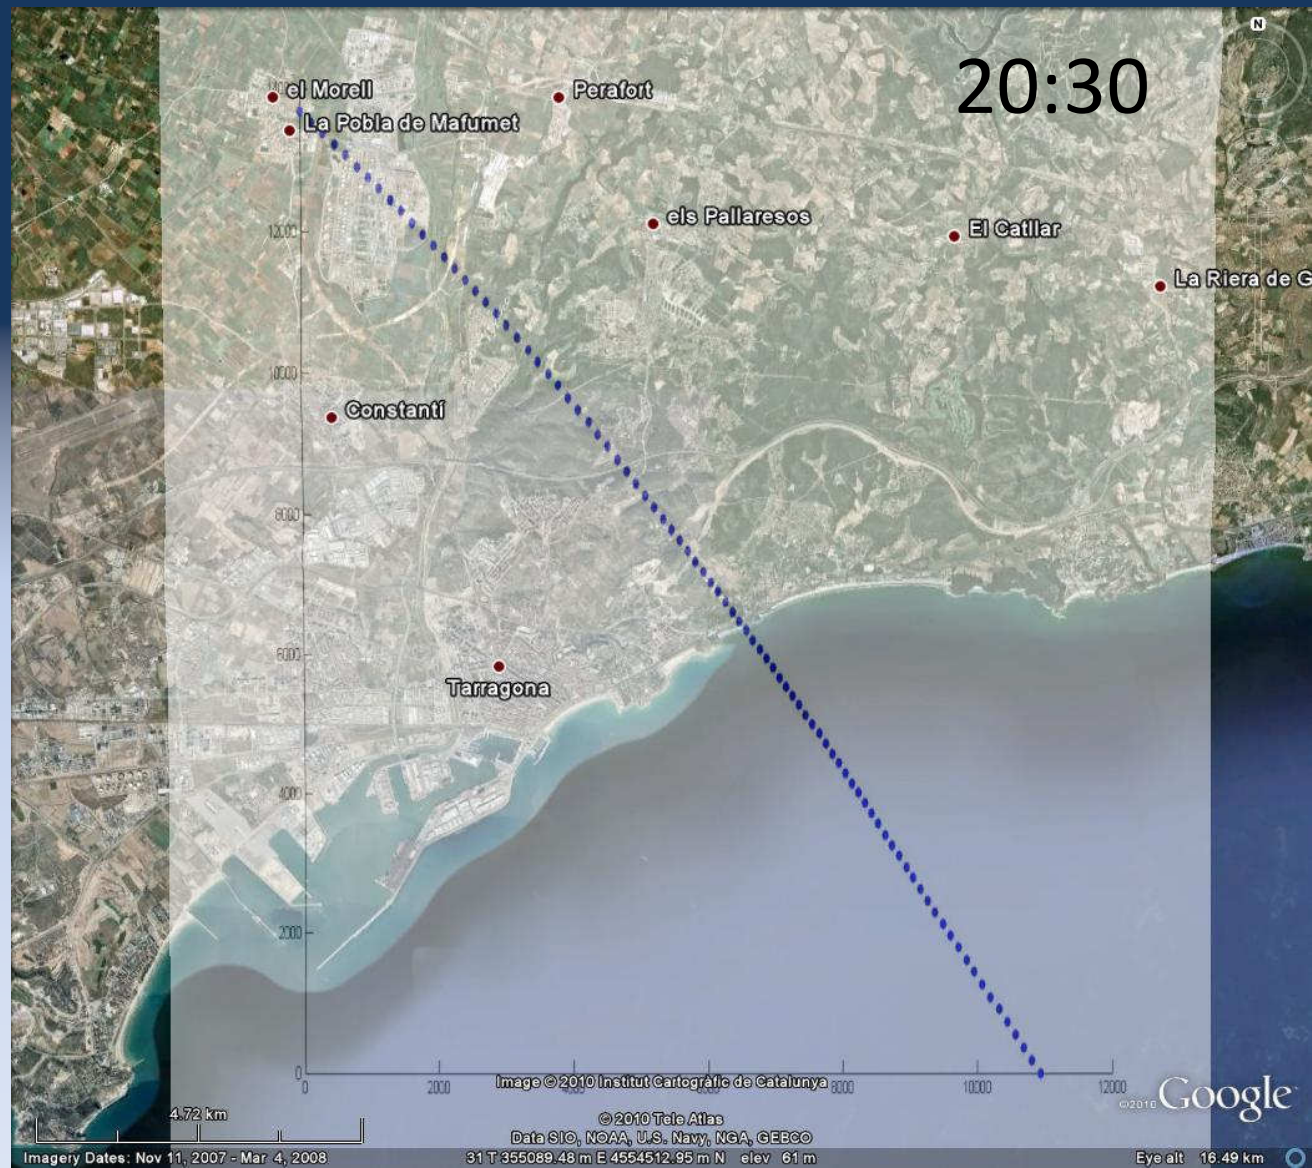 20:30
el Morell
Perafort
La Pobla de Mafumet
els Pallaresos
El Catllar
12000
La Riera de G
10000
Constantí
8000
6000
Tarragona
4000
2000
0
0
2000
4000
6000
8000
10000
12000
Image © 2010 Institut Cartogràfic de Catalunya
©2010 Google
4.72 km
© 2010 Tele Atlas
Data SIO, NOAA, U.S. Navy, NGA, GEBCO
Imagery Dates: Nov 11, 2007 - Mar 4, 2008
31 T 355089.48 m E 4554512.95 m N elev 61 m
Eye alt 16.49 km
N